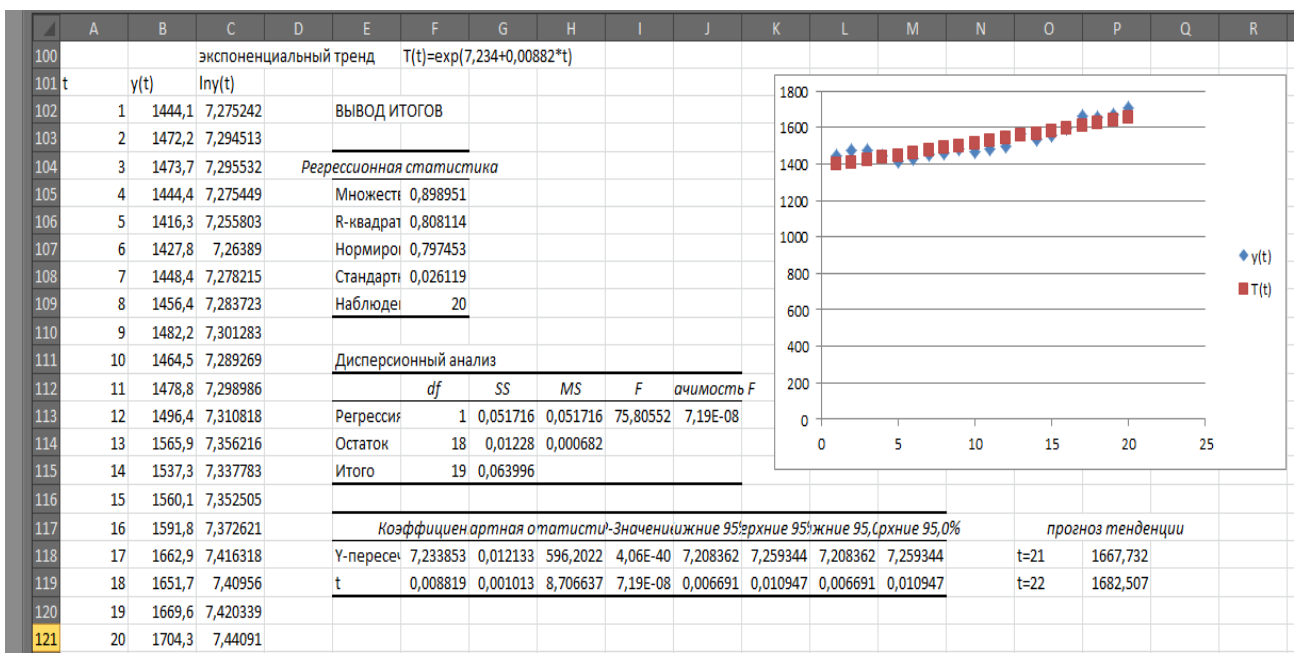 A B C D E F G H I J K L M N O P Q R
100 экспоненциальный тренд T(t)=exp(7,234+0,00882*t)
101 t y(t) lny(t)
102 1 1444,1 7,275242 ВЫВОД ИТОГОВ
103 2 1472,2 7,294513
104 3 1473,7 7,295532 Регрессионная статистика
105 4 1444,4 7,275449 Множеств 0,898951
106 5 1416,3 7,255803 R-квадрат 0,808114
107 6 1427,8 7,26389 Нормиро 0,797453
108 7 1448,4 7,278215 Стандарт 0,026119
109 8 1456,4 7,283723 Наблюде 20
110 9 1482,2 7,301283
111 10 1464,5 7,289269 Дисперсионный анализ
112 11 1478,8 7,298986 df SS MS F ачимость F
113 12 1496,4 7,310818 Регрессия 1 0,051716 0,051716 75,80552 7,19E-08
114 13 1565,9 7,356216 Остаток 18 0,01228 0,000682
115 14 1537,3 7,337783 Итого 19 0,063996
116 15 1560,1 7,352505
117 16 1591,8 7,372621 Коэффициен артная о татисти Р-Значение ижние 95% ерхние 95% ижние 95,0 рхние 95,0% прогноз тенденции
118 17 1662,9 7,416318 Y-пересеч 7,233853 0,012133 596,2022 4,06E-40 7,208362 7,259344 7,208362 7,259344 t=21 1667,732
119 18 1651,7 7,40956 t 0,008819 0,001013 8,706637 7,19E-08 0,006691 0,010947 0,006691 0,010947 t=22 1682,507
120 19 1669,6 7,420339
121 20 1704,3 7,44091
1800
1600
1400
1200
1000
800
600
400
200
0
0 5 10 15 20 25
y(t)
T(t)